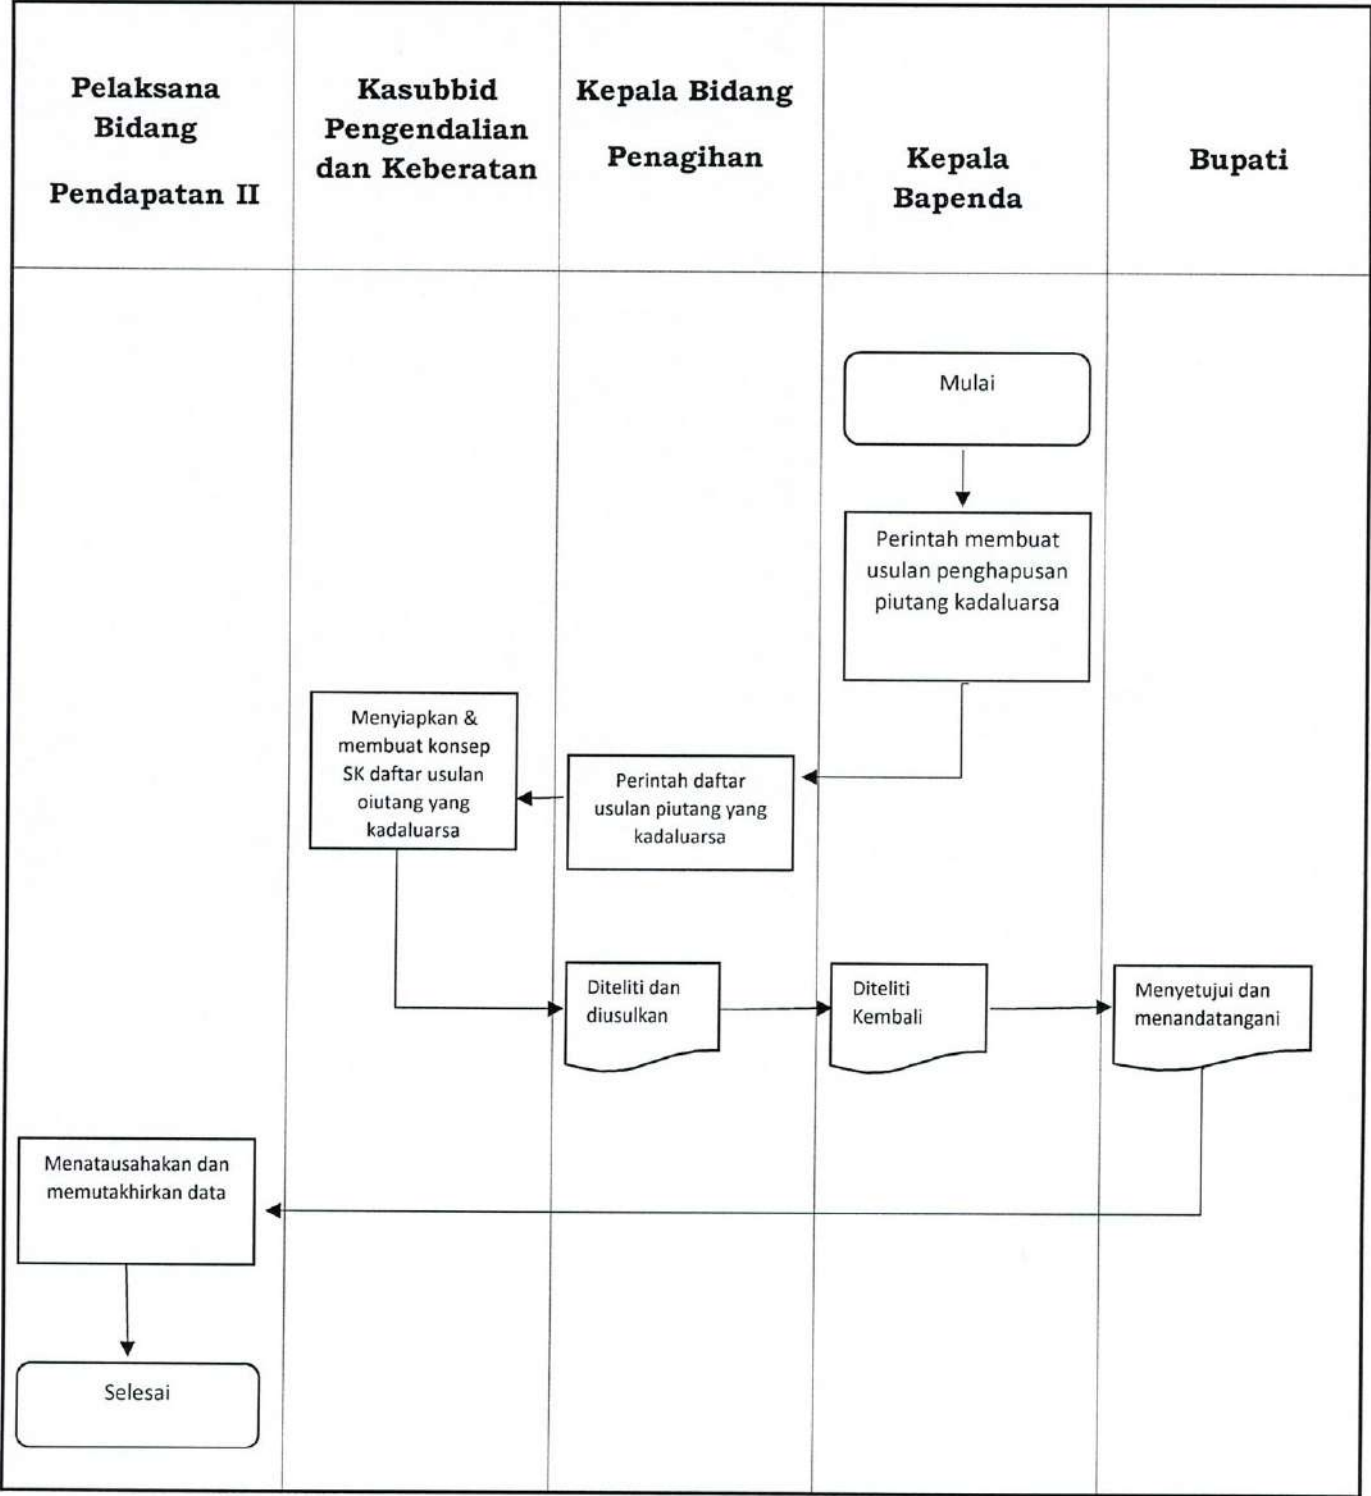 Pelaksana
Bidang
Pendapatan II
Kasubbid
Pengendalian
dan Keberatan
Kepala Bidang
Penagihan
Kepala
Bapenda
Bupati
Mulai
Perintah membuat
usulan penghapusan
piutang kadaluarsa
Perintah daftar
usulan piutang yang
kadaluarsa
Menyiapkan &
membuat konsep
SK daftar usulan
oiutang yang
kadaluarsa
Diteliti dan
diusulkan
Diteliti
Kembali
Menyetujui dan
menandatangani
Menatausahakan dan
memutakhirkan data
Selesai